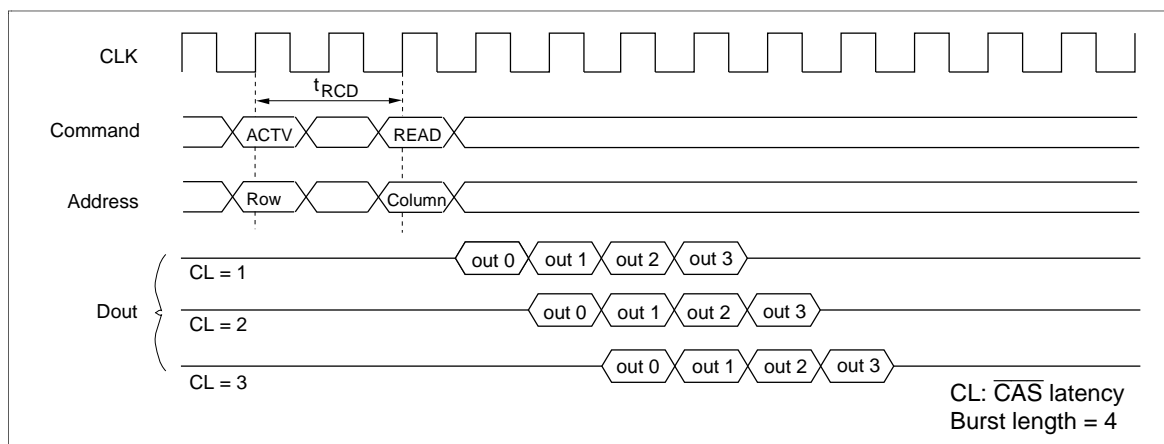 CLK
tRCD
Command ACTV READ
Address Row Column
out 0 out 1 out 2 out 3
CL = 1
Dout
out 0 out 1 out 2 out 3
CL = 2
out 0 out 1 out 2 out 3
CL = 3
CL: CAS latency
Burst length = 4